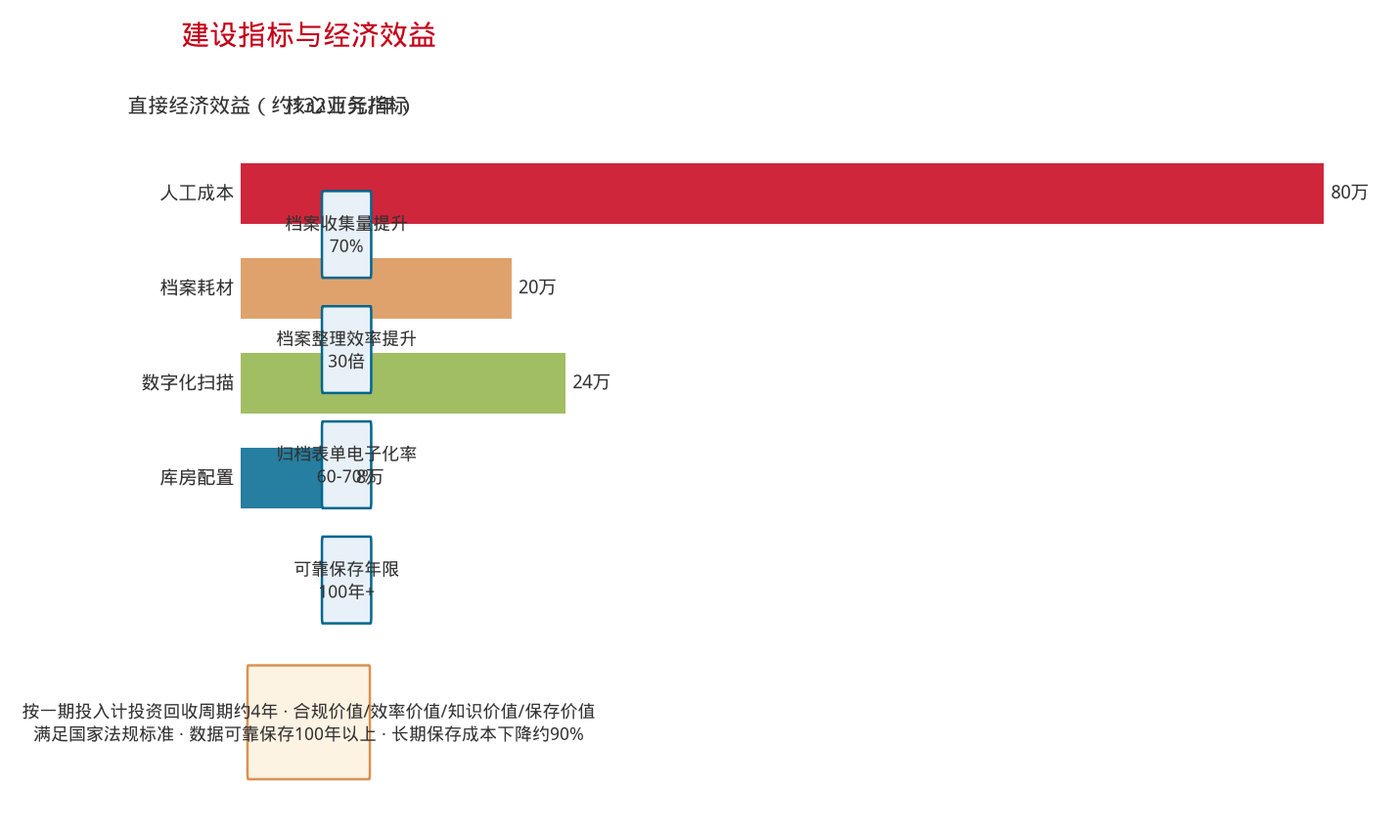 建设指标与经济效益
直接经济效益（约132万元/年）
核心业务指标
人工成本
80万
档案收集量提升
70%
档案耗材
20万
档案整理效率提升
30倍
数字化扫描
24万
归档表单电子化率
60-70%
库房配置
8万
可靠保存年限
100年+
按一期投入计投资回收周期约4年 · 合规价值/效率价值/知识价值/保存价值
满足国家法规标准 · 数据可靠保存100年以上 · 长期保存成本下降约90%